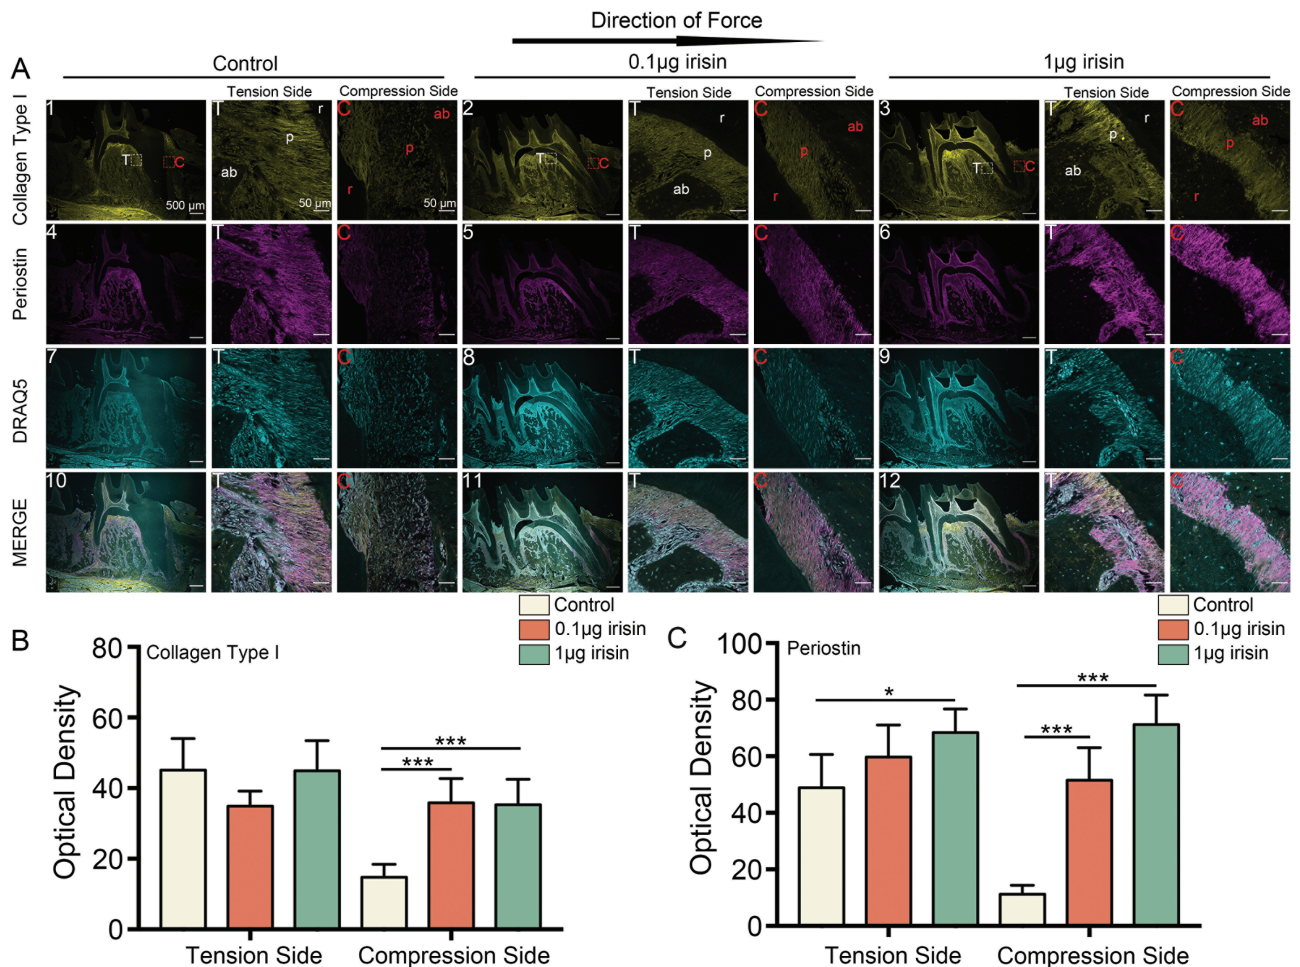 Direction of Force
A
Control
0.1µg irisin
1µg irisin
Tension Side
Compression Side
Tension Side
Compression Side
Tension Side
Compression Side
Collagen Type I
1
T
C
ab
500 µm
T
r
p
ab
50 µm
C
ab
p
r
50 µm
2
T
C
T
r
p
ab
C
ab
p
r
3
T
C
T
r
p
ab
C
ab
p
r
Periostin
4
T
C
5
T
C
6
T
C
DRAQ5
7
T
C
8
T
C
9
T
C
MERGE
10
T
C
11
T
C
12
T
C
B
Collagen Type I
Control
0.1µg irisin
1µg irisin
Optical Density
80
60
40
20
0
***
***
Tension Side
Compression Side
C
Periostin
Control
0.1µg irisin
1µg irisin
Optical Density
100
80
60
40
20
0
*
***
***
Tension Side
Compression Side